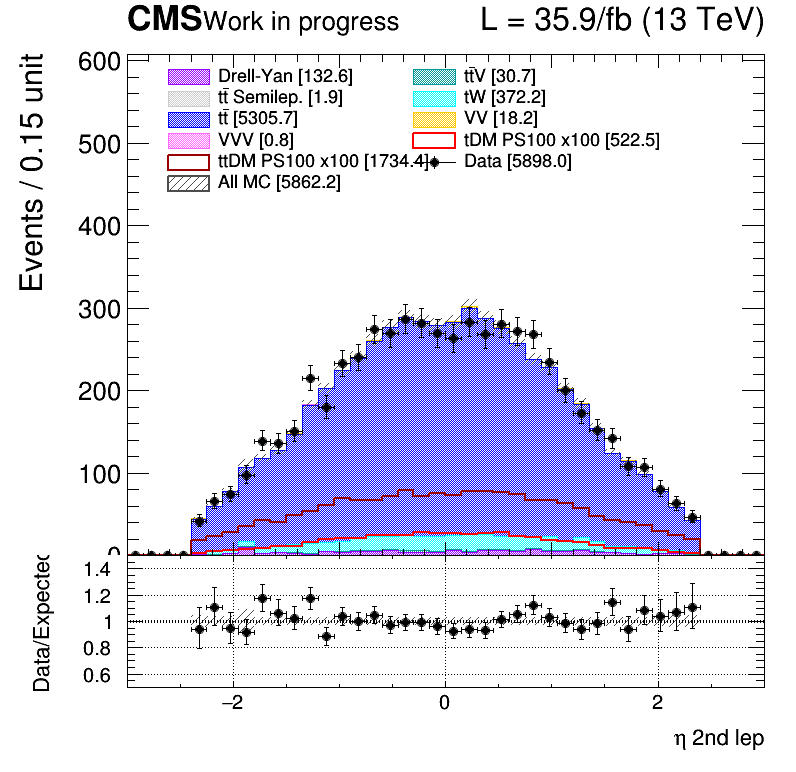 CMS Work in progress L = 35.9/fb (13 TeV)
Events / 0.15 unit
600
500
400
300
200
100
0
Drell-Yan [132.6] tt̄V [30.7]
tt̄ Semilep. [1.9] tW [372.2]
tt̄ [5305.7] VV [18.2]
VVV [0.8] tDM PS100 x100 [522.5]
ttDM PS100 x100 [1734.4] Data [5898.0]
All MC [5862.2]
Data/Expected
1.4
1.2
1
0.8
0.6
−2 0 2
η 2nd lep